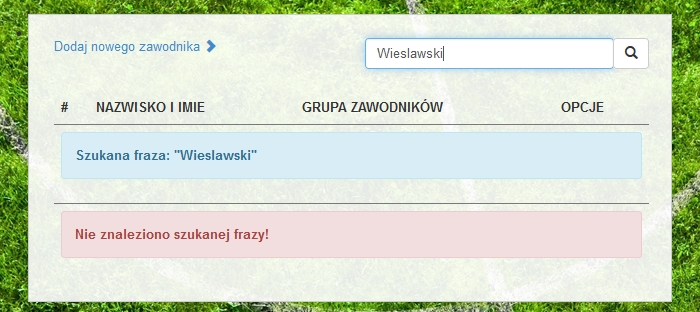 Dodaj nowego zawodnika
Wieslawski
# NAZWISKO I IMIE GRUPA ZAWODNIKÓW OPCJE
Szukana fraza: "Wieslawski"
Nie znaleziono szukanej frazy!